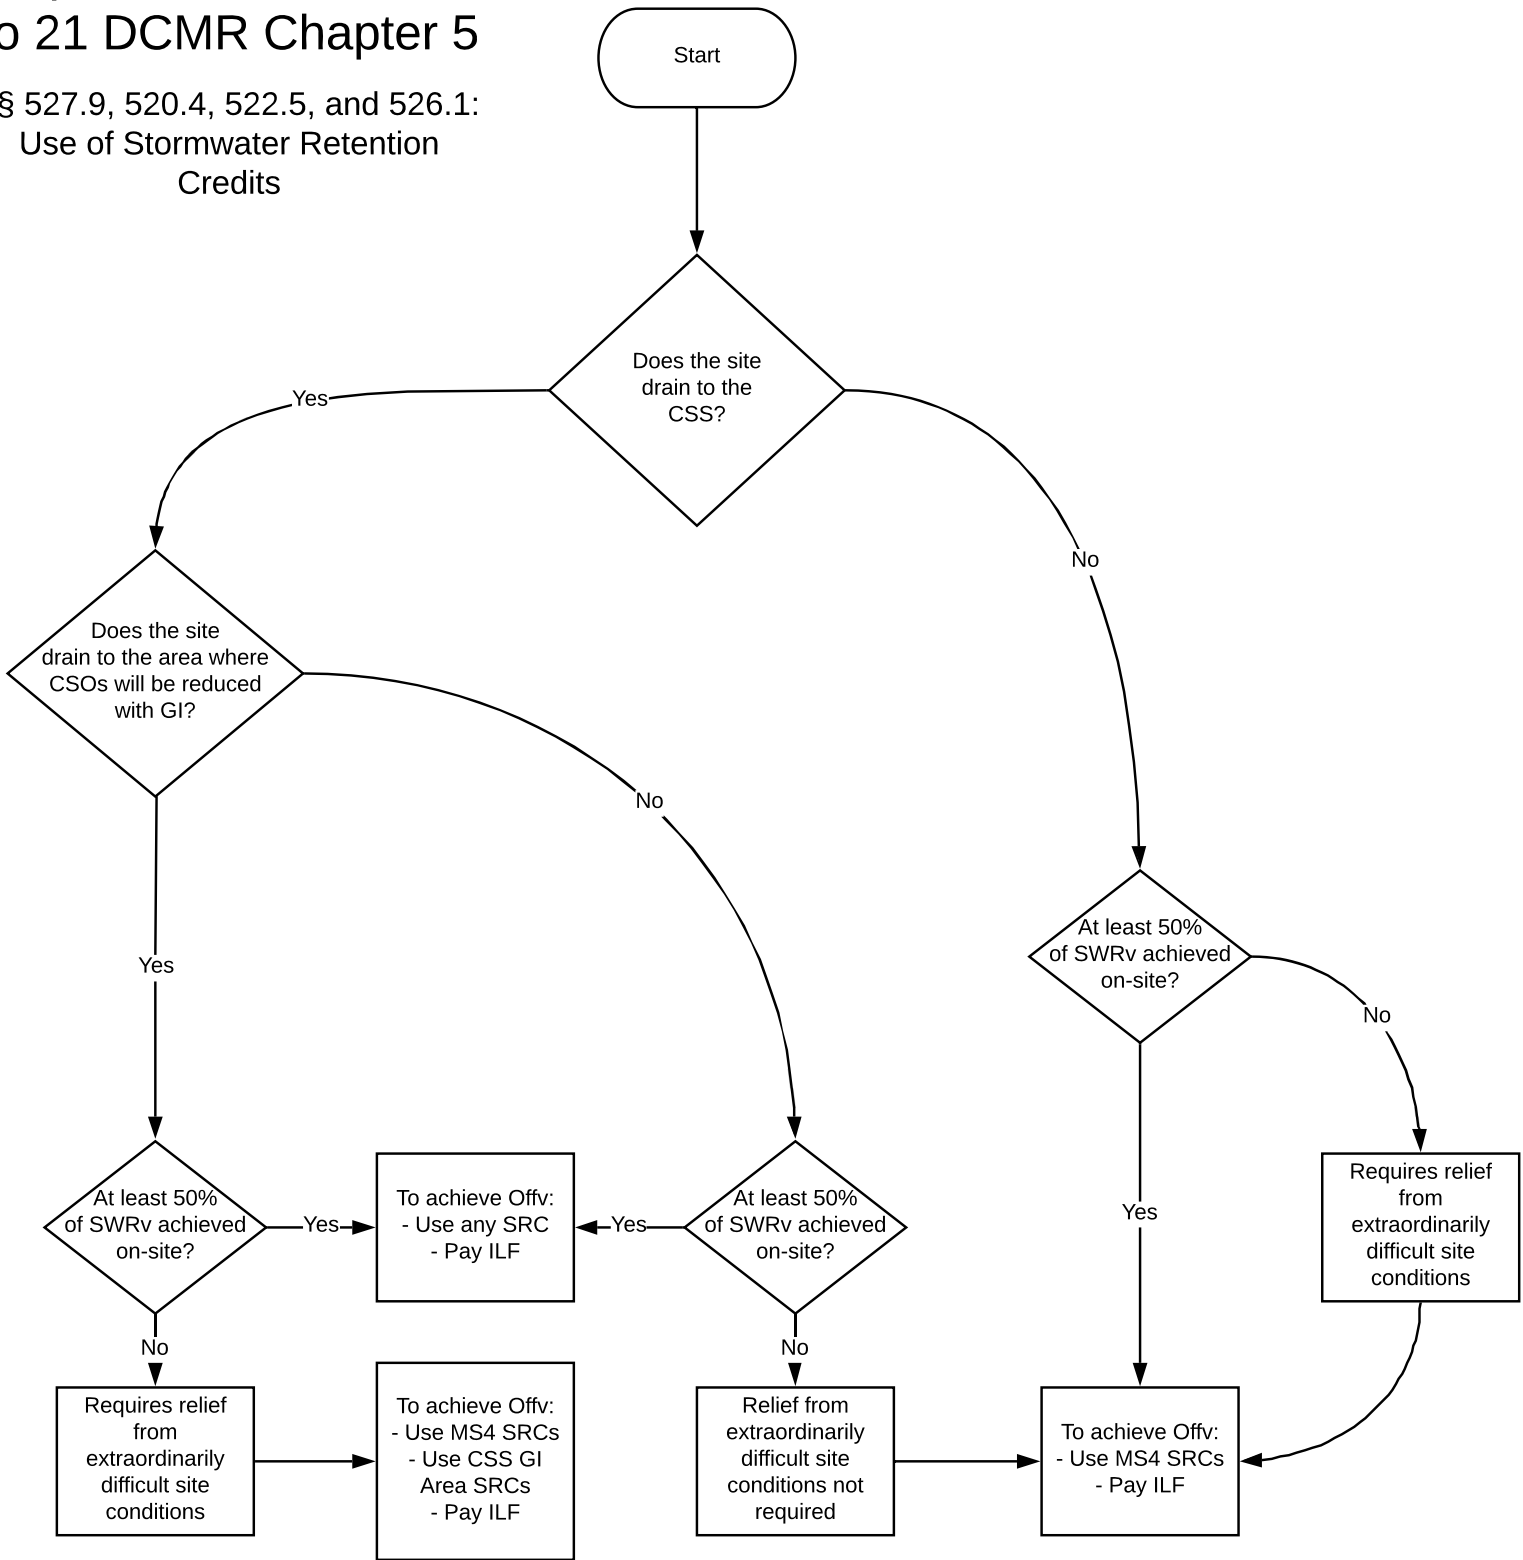 o 21 DCMR Chapter 5
§ 527.9, 520.4, 522.5, and 526.1:
Use of Stormwater Retention
Credits
Start
Does the site
drain to the
CSS?
Yes
No
Does the site
drain to the area where
CSOs will be reduced
with GI?
No
Yes
At least 50%
of SWRv achieved
on-site?
No
Yes
Requires relief
from
extraordinarily
difficult site
conditions
At least 50%
of SWRv achieved
on-site?
Yes
To achieve Offv:
- Use any SRC
- Pay ILF
Yes
At least 50%
of SWRv achieved
on-site?
No
No
Requires relief
from
extraordinarily
difficult site
conditions
To achieve Offv:
- Use MS4 SRCs
- Use CSS GI
Area SRCs
- Pay ILF
Relief from
extraordinarily
difficult site
conditions not
required
To achieve Offv:
- Use MS4 SRCs
- Pay ILF